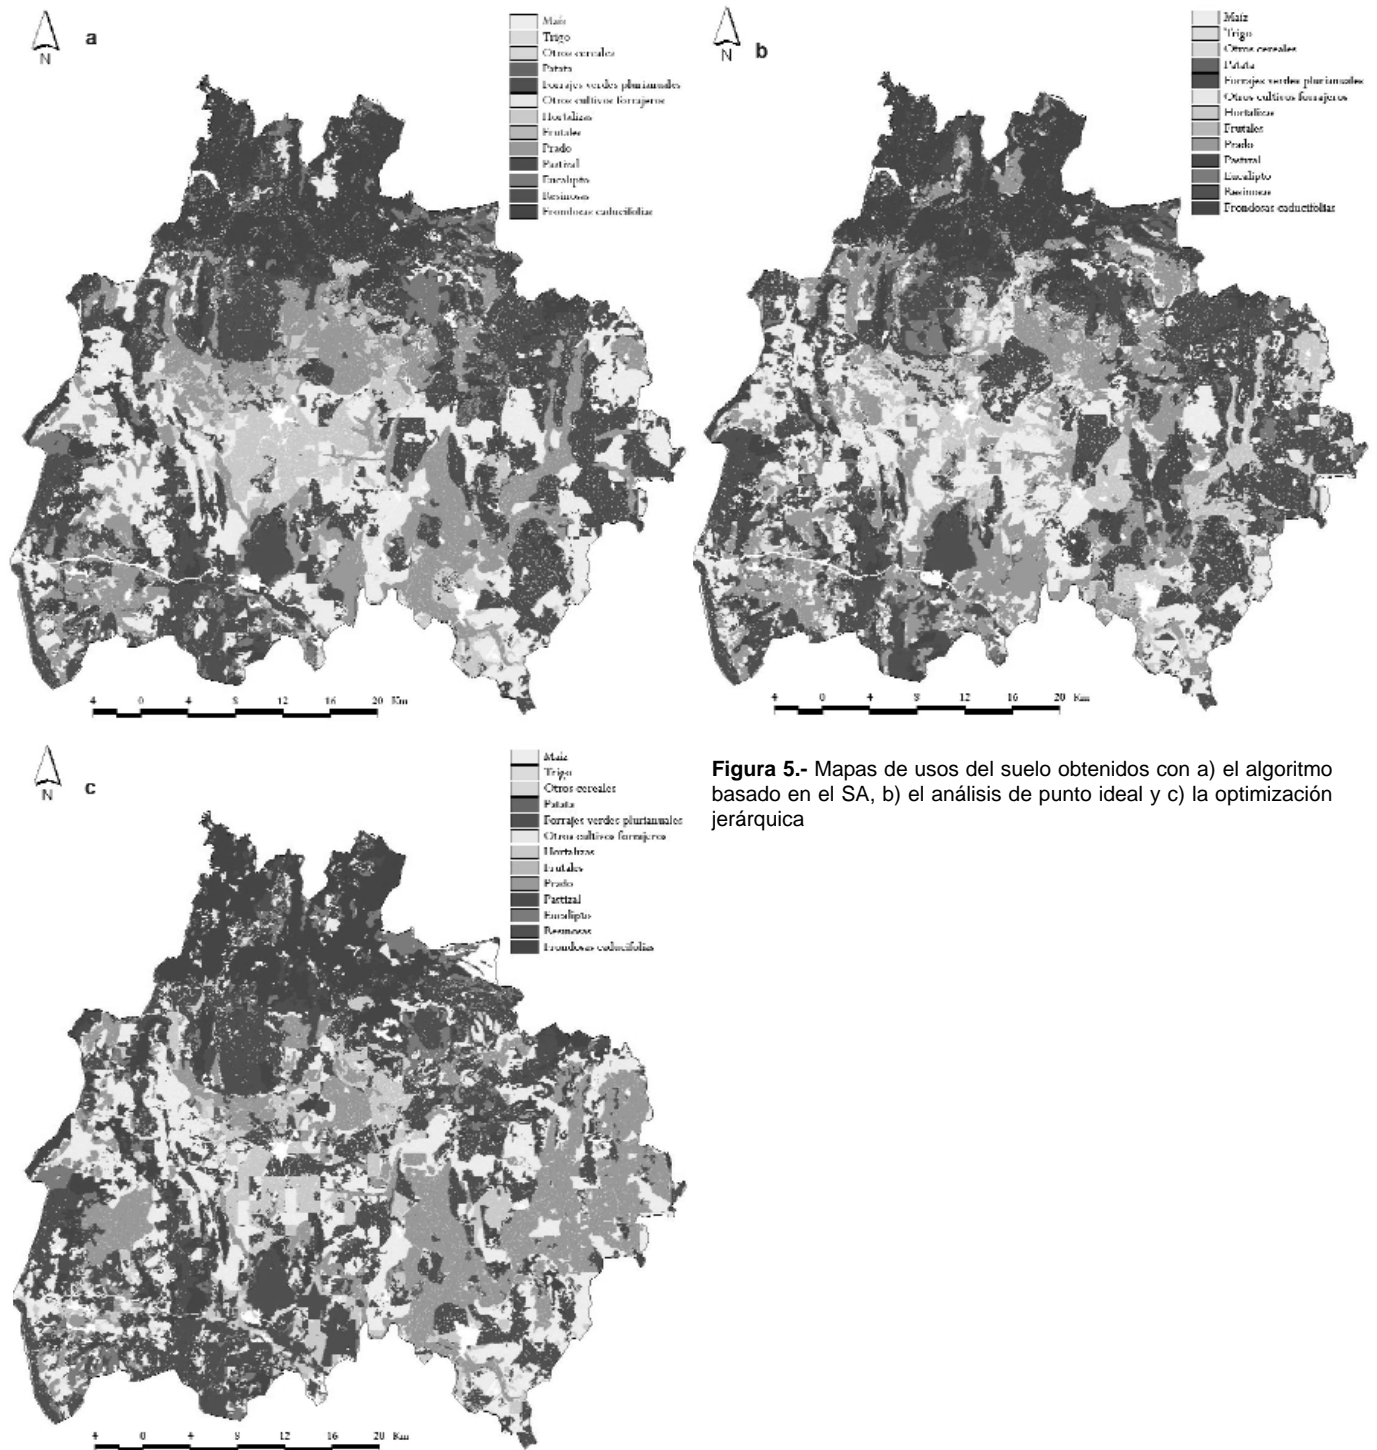 a
N
Maíz
Trigo
Otros cereales
Patata
Forrajes verdes plurianuales
Otros cultivos forrajeros
Hortalizas
Frutales
Prado
Pastizal
Eucalipto
Resinosas
Frondosas caducifolias
4 0 4 8 12 16 20 Km
b
N
Maíz
Trigo
Otros cereales
Patata
Forrajes verdes plurianuales
Otros cultivos forrajeros
Hortalizas
Frutales
Prado
Pastizal
Eucalipto
Resinosas
Frondosas caducifolias
4 0 4 8 12 16 20 Km
c
N
Maíz
Trigo
Otros cereales
Patata
Forrajes verdes plurianuales
Otros cultivos forrajeros
Hortalizas
Frutales
Prado
Pastizal
Eucalipto
Resinosas
Frondosas caducifolias
4 0 4 8 12 16 20 Km
Figura 5.- Mapas de usos del suelo obtenidos con a) el algoritmo
basado en el SA, b) el análisis de punto ideal y c) la optimización
jerárquica